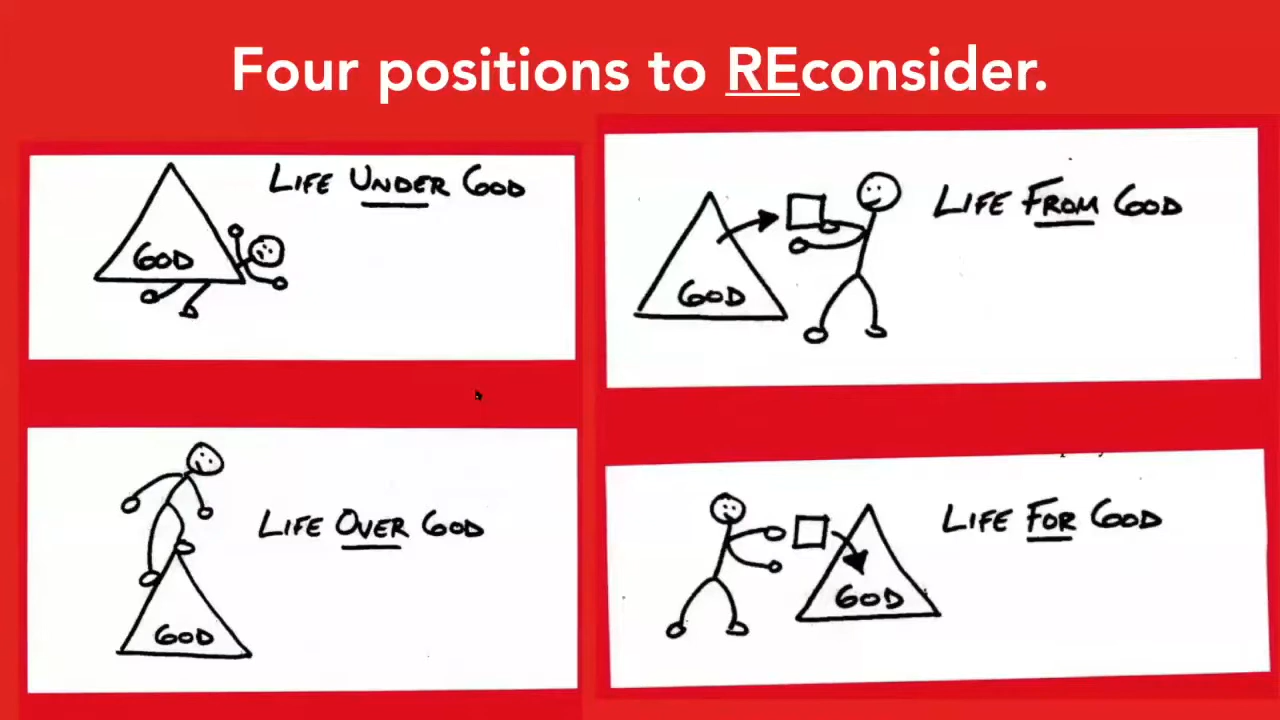 Four positions to REconsider.
LIFE UNDER GOD
GOD
LIFE FROM GOD
GOD
LIFE OVER GOD
GOD
LIFE FOR GOD
GOD